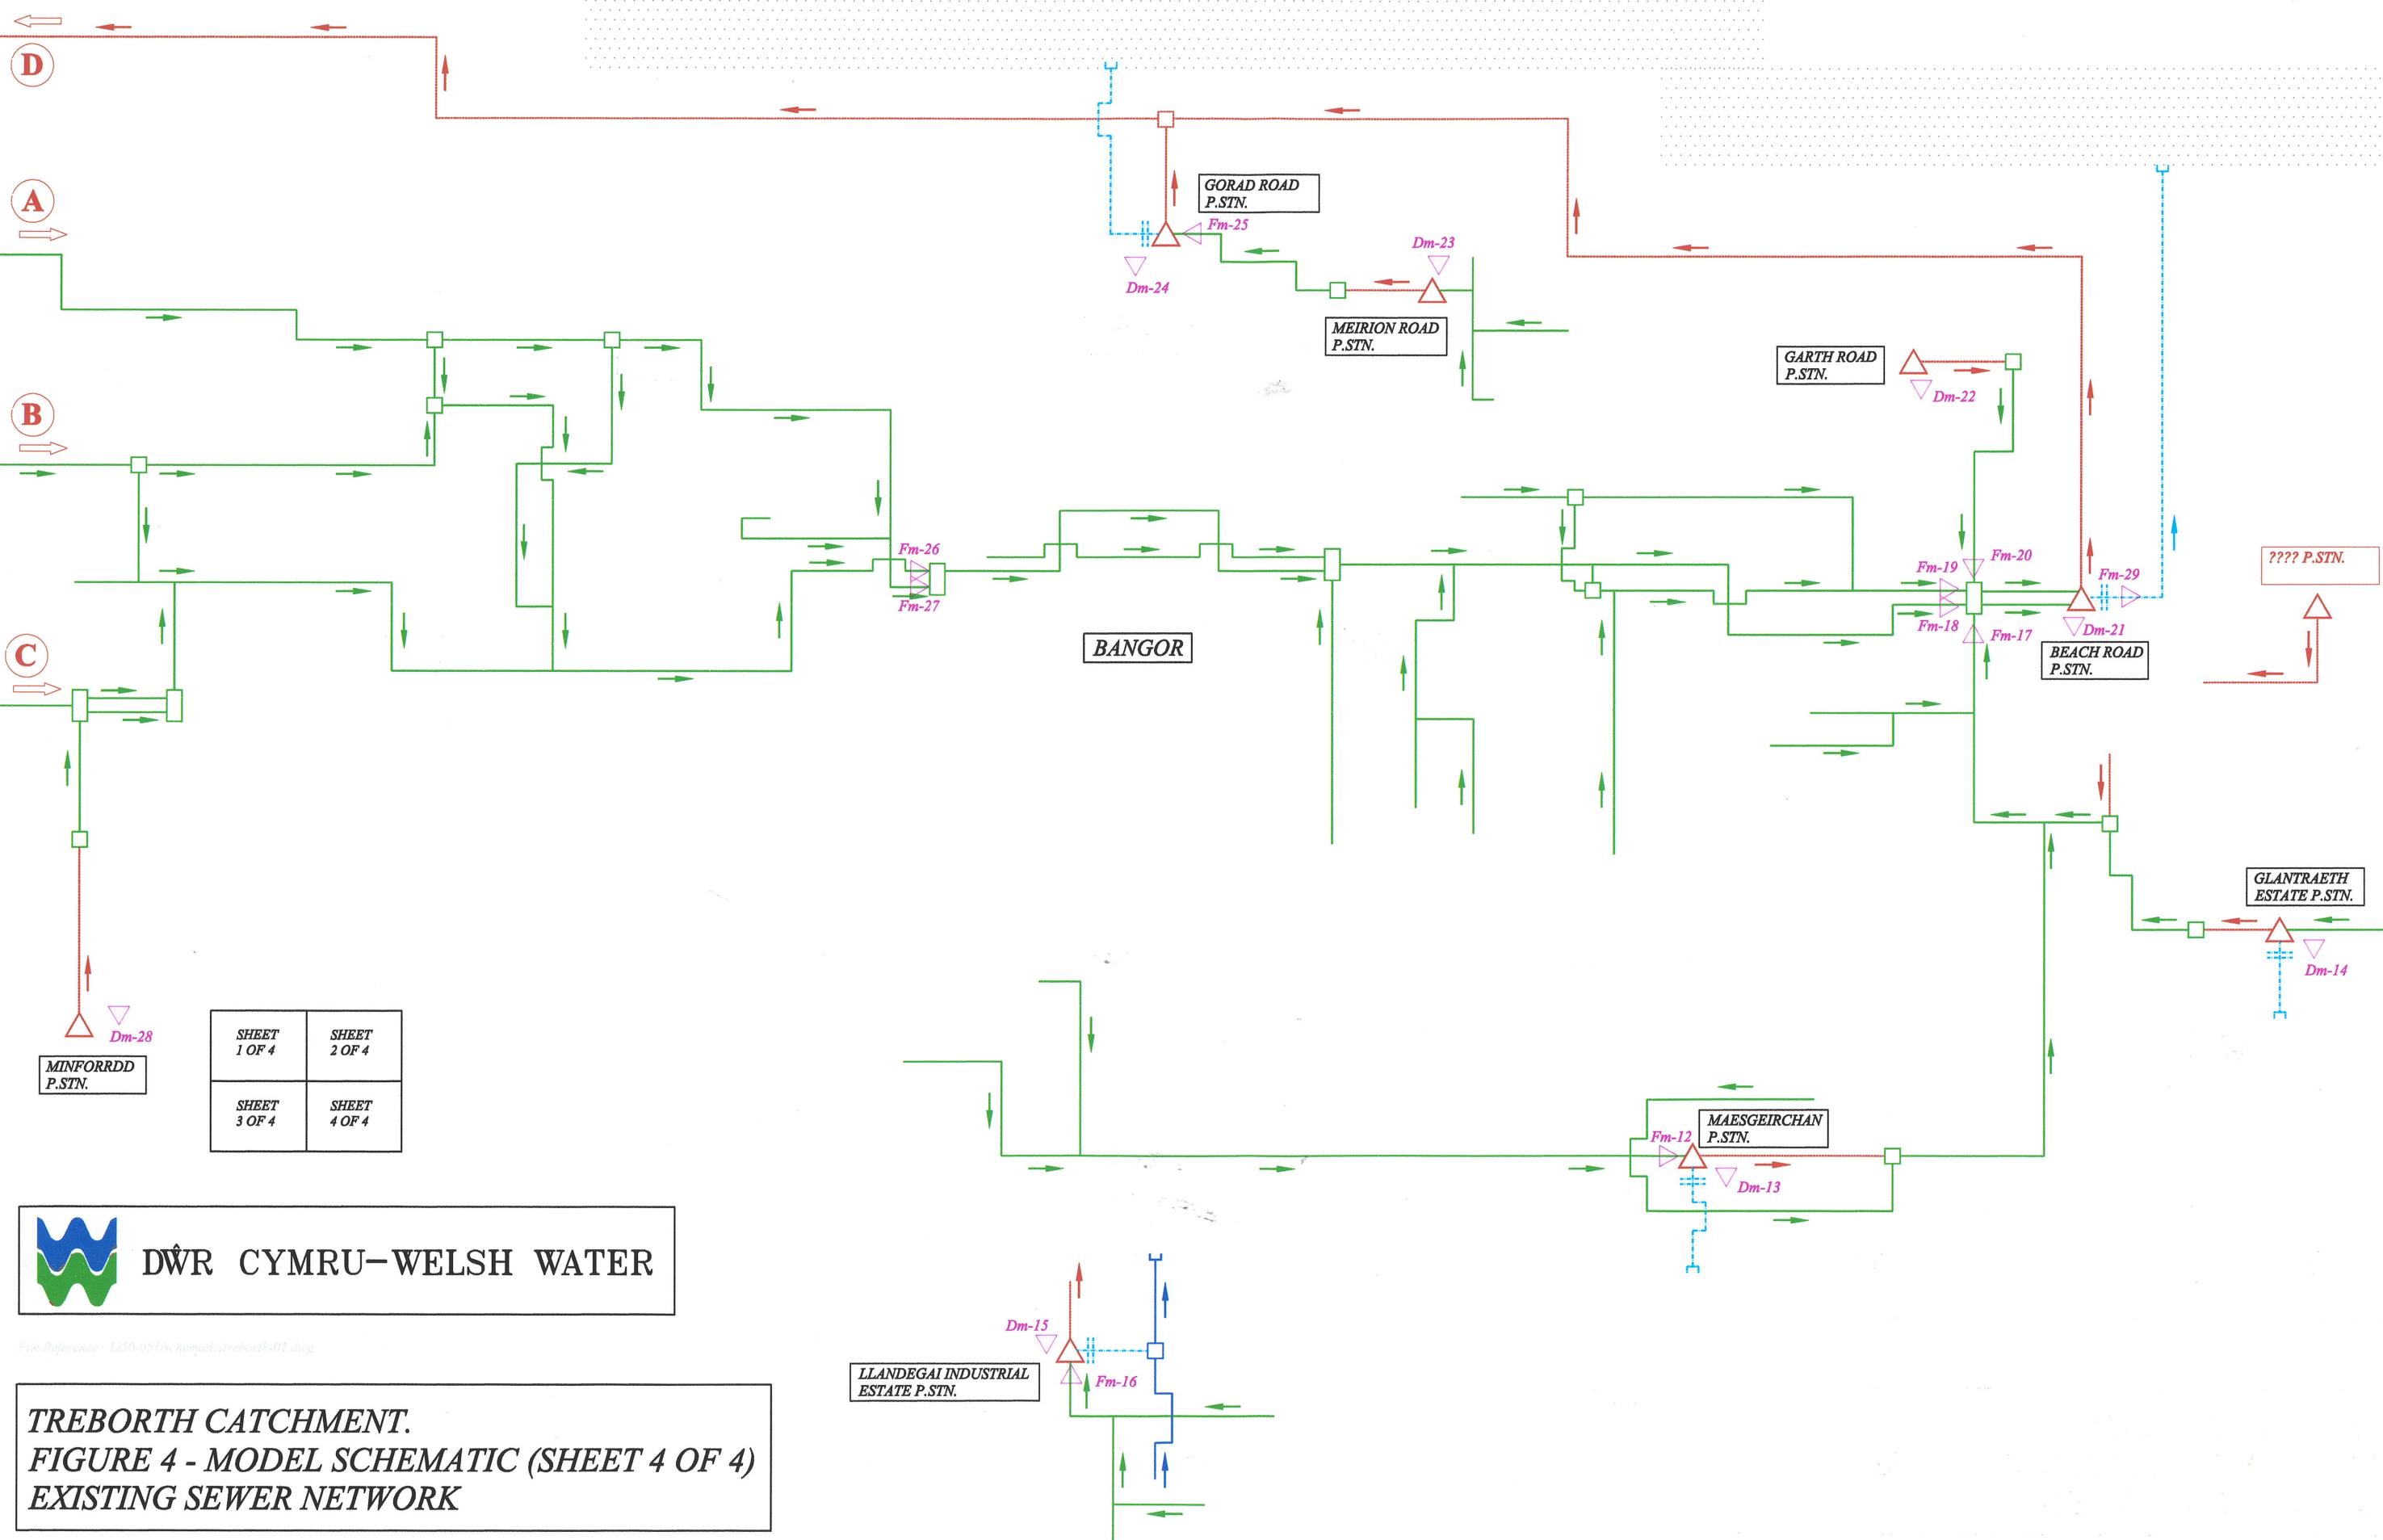 D
A
GORAD ROAD
P.STN.
Fm-25
Dm-23
Dm-24
MEIRION ROAD
P.STN.
GARTH ROAD
P.STN.
Dm-22
B
Fm-26
Fm-27
Fm-20
Fm-19
Fm-29
???? P.STN.
Fm-18
Fm-17
Dm-21
BANGOR
BEACH ROAD
P.STN.
C
GLANTRAETH
ESTATE P.STN.
Dm-14
Dm-28
MINFORRDD
P.STN.
SHEET
1 OF 4
SHEET
2 OF 4
SHEET
3 OF 4
SHEET
4 OF 4
MAESGEIRCHAN
P.STN.
Fm-12
Dm-13
DŴR CYMRU-WELSH WATER
Dm-15
LLANDEGAI INDUSTRIAL
ESTATE P.STN.
Fm-16
TREBORTH CATCHMENT.
FIGURE 4 - MODEL SCHEMATIC (SHEET 4 OF 4)
EXISTING SEWER NETWORK